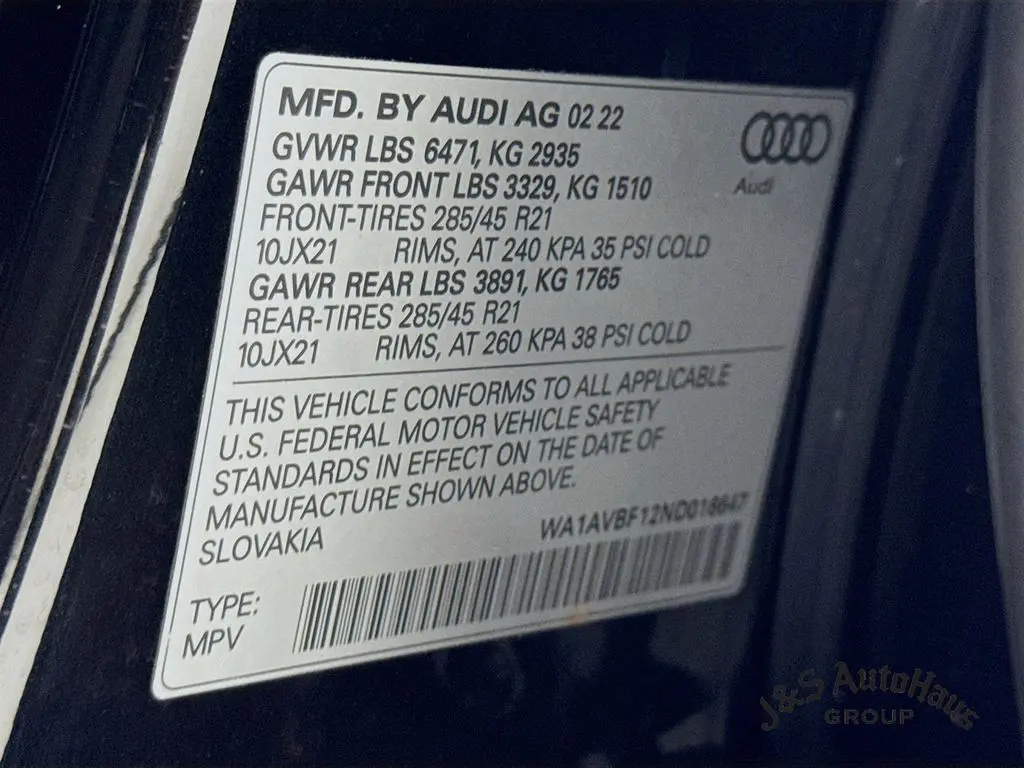 MFD. BY AUDI AG 02 22
GVWR LBS 6471, KG 2935
GAWR FRONT LBS 3329, KG 1510
FRONT-TIRES 285/45 R21
10JX21 RIMS, AT 240 KPA 35 PSI COLD
GAWR REAR LBS 3891, KG 1765
REAR-TIRES 285/45 R21
10JX21 RIMS, AT 260 KPA 38 PSI COLD
Audi
THIS VEHICLE CONFORMS TO ALL APPLICABLE
U.S. FEDERAL MOTOR VEHICLE SAFETY
STANDARDS IN EFFECT ON THE DATE OF
MANUFACTURE SHOWN ABOVE.
SLOVAKIA
TYPE:
MPV
J&S AutoHaus
GROUP